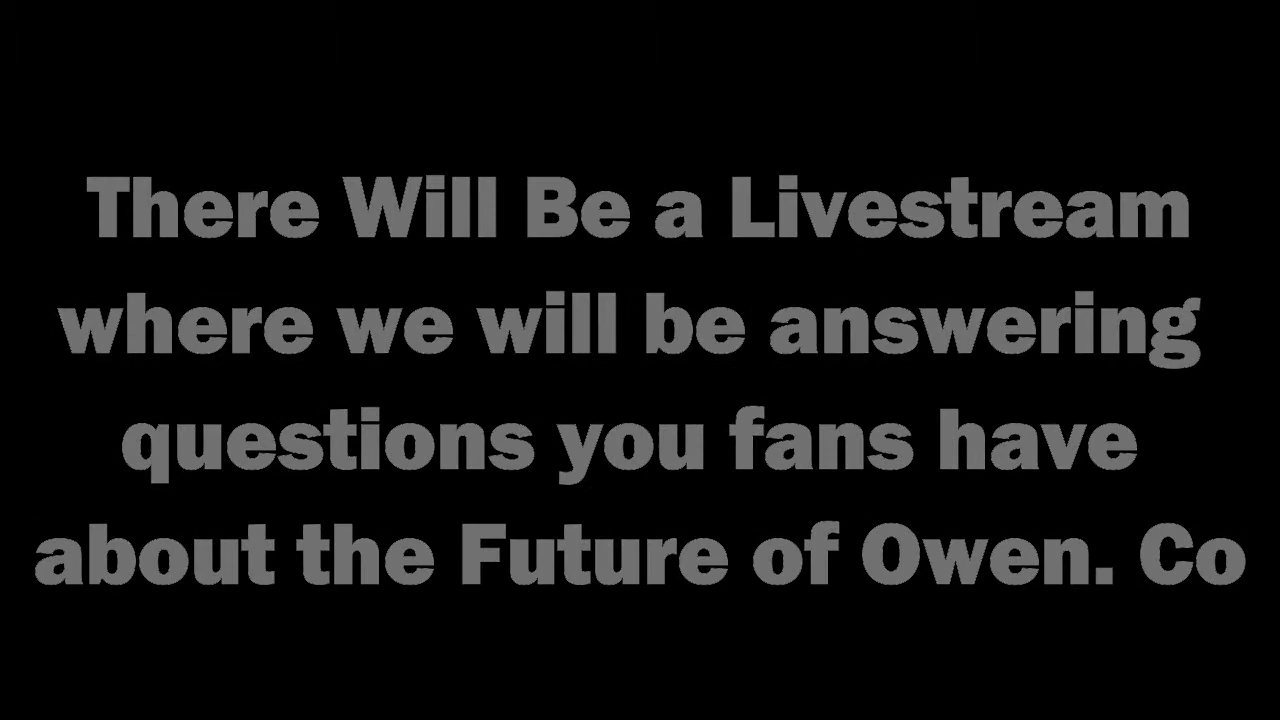 There Will Be a Livestream
where we will be answering
questions you fans have
about the Future of Owen. Co